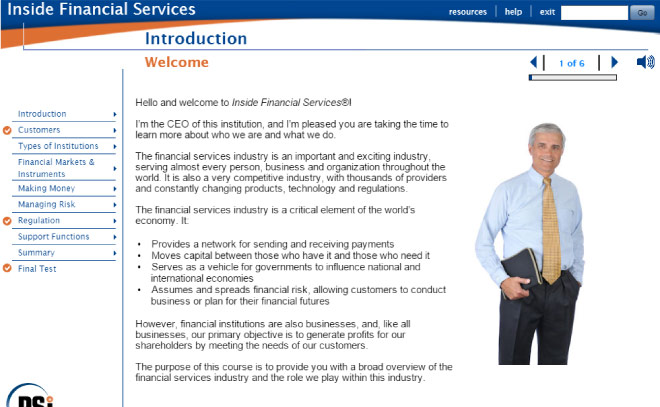 Inside Financial Services
resources help exit Go
Introduction
Welcome
1 of 6
Introduction
Customers
Types of Institutions
Financial Markets &
Instruments
Making Money
Managing Risk
Regulation
Support Functions
Summary
Final Test
Hello and welcome to Inside Financial Services®!
I'm the CEO of this institution, and I'm pleased you are taking the time to
learn more about who we are and what we do.
The financial services industry is an important and exciting industry,
serving almost every person, business and organization throughout the
world. It is also a very competitive industry, with thousands of providers
and constantly changing products, technology and regulations.
The financial services industry is a critical element of the world's
economy. It:
• Provides a network for sending and receiving payments
• Moves capital between those who have it and those who need it
• Serves as a vehicle for governments to influence national and
international economies
• Assumes and spreads financial risk, allowing customers to conduct
business or plan for their financial futures
However, financial institutions are also businesses, and, like all
businesses, our primary objective is to generate profits for our
shareholders by meeting the needs of our customers.
The purpose of this course is to provide you with a broad overview of the
financial services industry and the role we play within this industry.